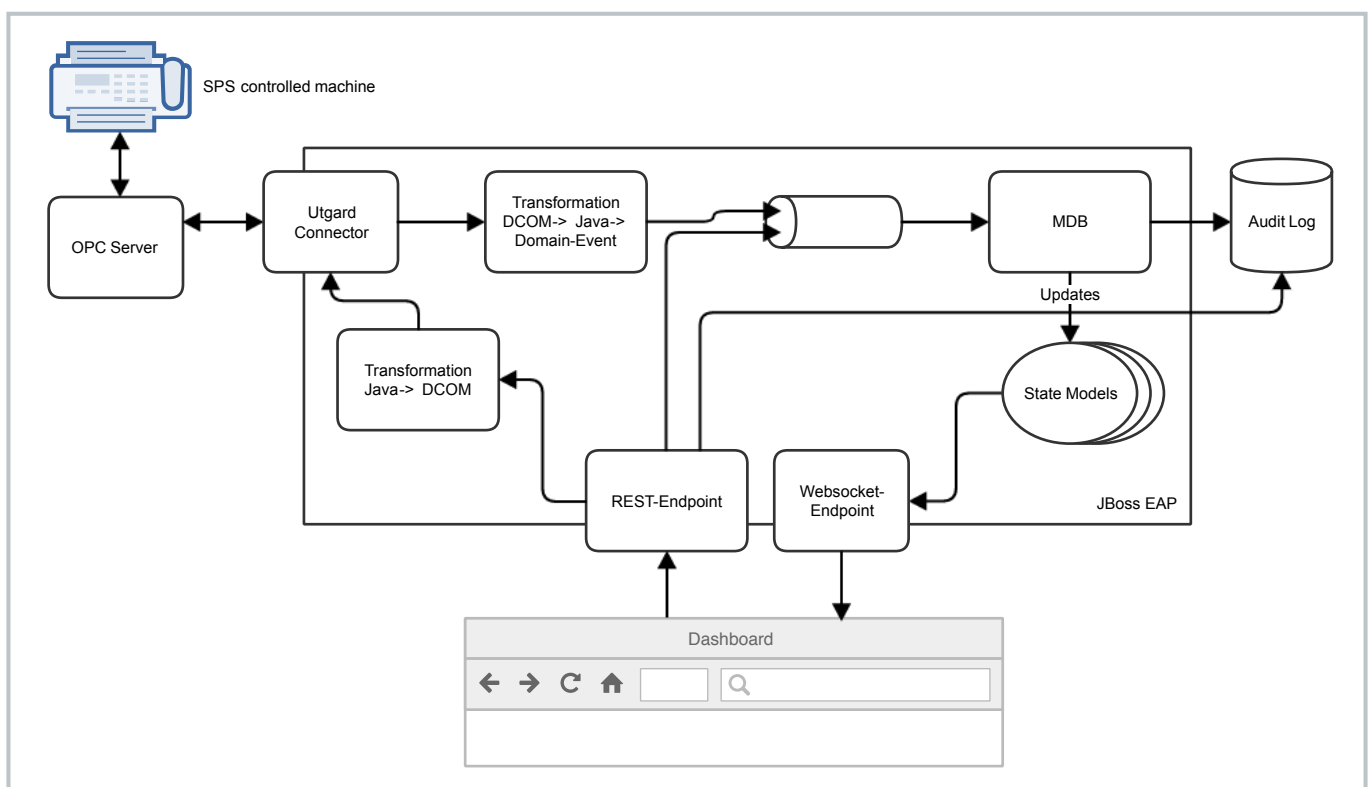 SPS controlled machine
OPC Server
Utgard
Connector
Transformation
DCOM-> Java->
Domain-Event
MDB
Audit Log
Updates
Transformation
Java-> DCOM
State Models
REST-Endpoint
Websocket-
Endpoint
JBoss EAP
Dashboard